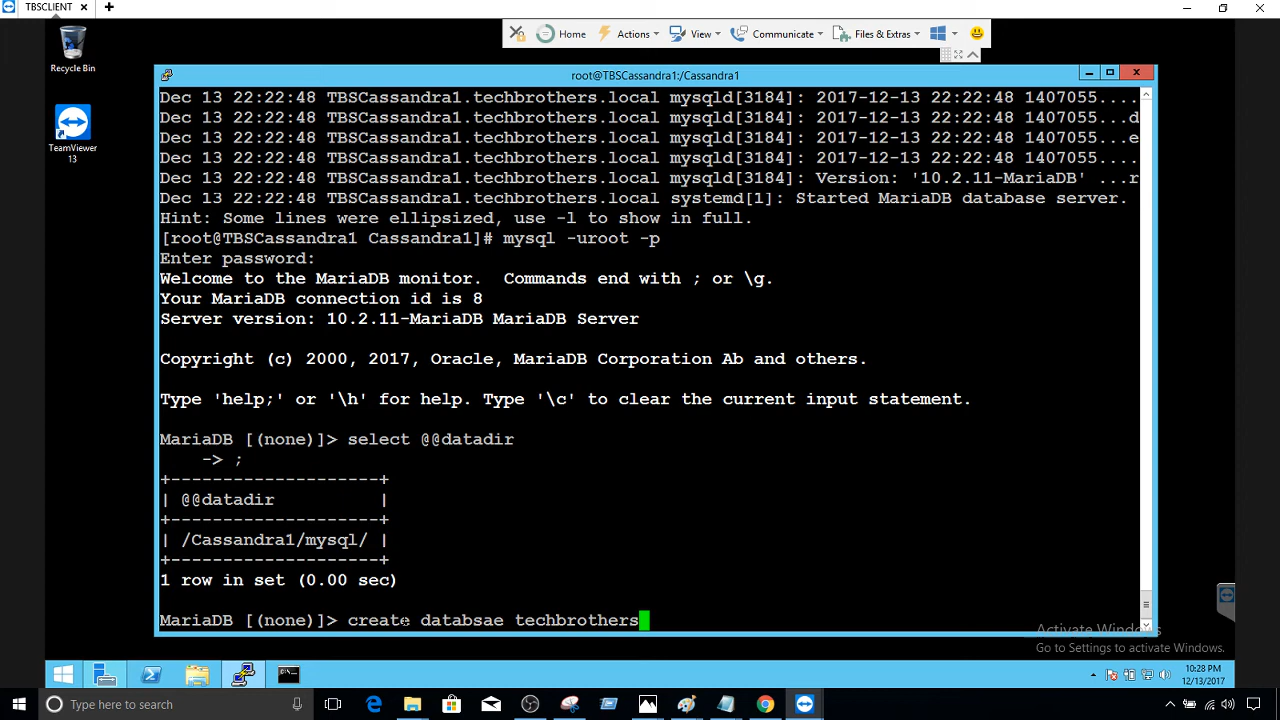 TBSCLIENT
Home
Actions
View
Communicate
Files & Extras
Recycle Bin
TeamViewer
13
root@TBSCassandra1:/Cassandra1
Dec 13 22:22:48 TBSCassandra1.techbrothers.local mysqld[3184]: 2017-12-13 22:22:48 1407055....
Dec 13 22:22:48 TBSCassandra1.techbrothers.local mysqld[3184]: 2017-12-13 22:22:48 1407055...d
Dec 13 22:22:48 TBSCassandra1.techbrothers.local mysqld[3184]: 2017-12-13 22:22:48 1407055...e
Dec 13 22:22:48 TBSCassandra1.techbrothers.local mysqld[3184]: 2017-12-13 22:22:48 1407055....
Dec 13 22:22:48 TBSCassandra1.techbrothers.local mysqld[3184]: Version: '10.2.11-MariaDB' ...r
Dec 13 22:22:48 TBSCassandra1.techbrothers.local systemd[1]: Started MariaDB database server.
Hint: Some lines were ellipsized, use -l to show in full.
[root@TBSCassandra1 Cassandra1]# mysql -uroot -p
Enter password:
Welcome to the MariaDB monitor.  Commands end with ; or \g.
Your MariaDB connection id is 8
Server version: 10.2.11-MariaDB MariaDB Server
Copyright (c) 2000, 2017, Oracle, MariaDB Corporation Ab and others.
Type 'help;' or '\h' for help. Type '\c' to clear the current input statement.
MariaDB [(none)]> select @@datadir
    -> ;
+--------------------+
| @@datadir          |
+--------------------+
| /Cassandra1/mysql/ |
+--------------------+
1 row in set (0.00 sec)
MariaDB [(none)]> create databsae techbrothers
Activate Windows
Go to Settings to activate Windows.
10:28 PM
12/13/2017
Type here to search